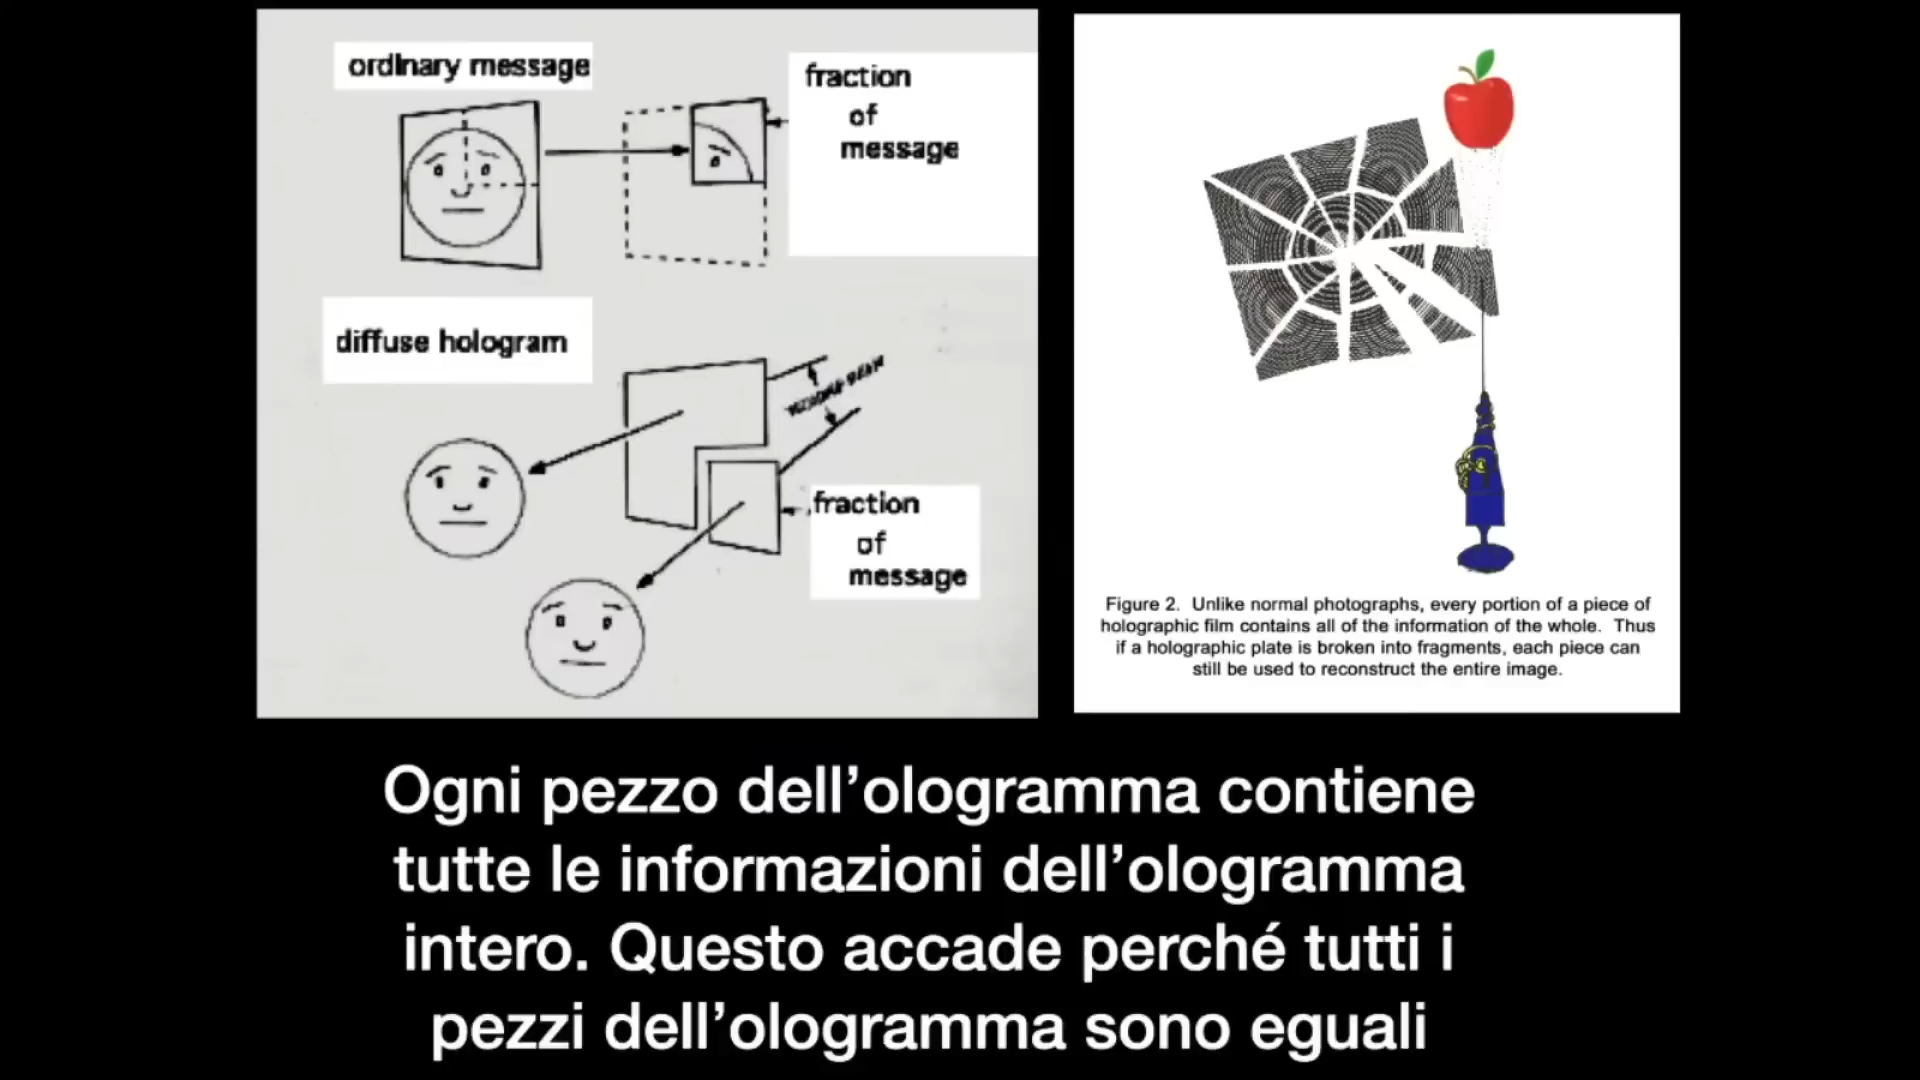 ordinary message
fraction
of
message
diffuse hologram
fraction
of
message
Figure 2. Unlike normal photographs, every portion of a piece of
holographic film contains all of the information of the whole. Thus
if a holographic plate is broken into fragments, each piece can
still be used to reconstruct the entire image.
Ogni pezzo dell’ologramma contiene
tutte le informazioni dell’ologramma
intero. Questo accade perché tutti i
pezzi dell’ologramma sono eguali